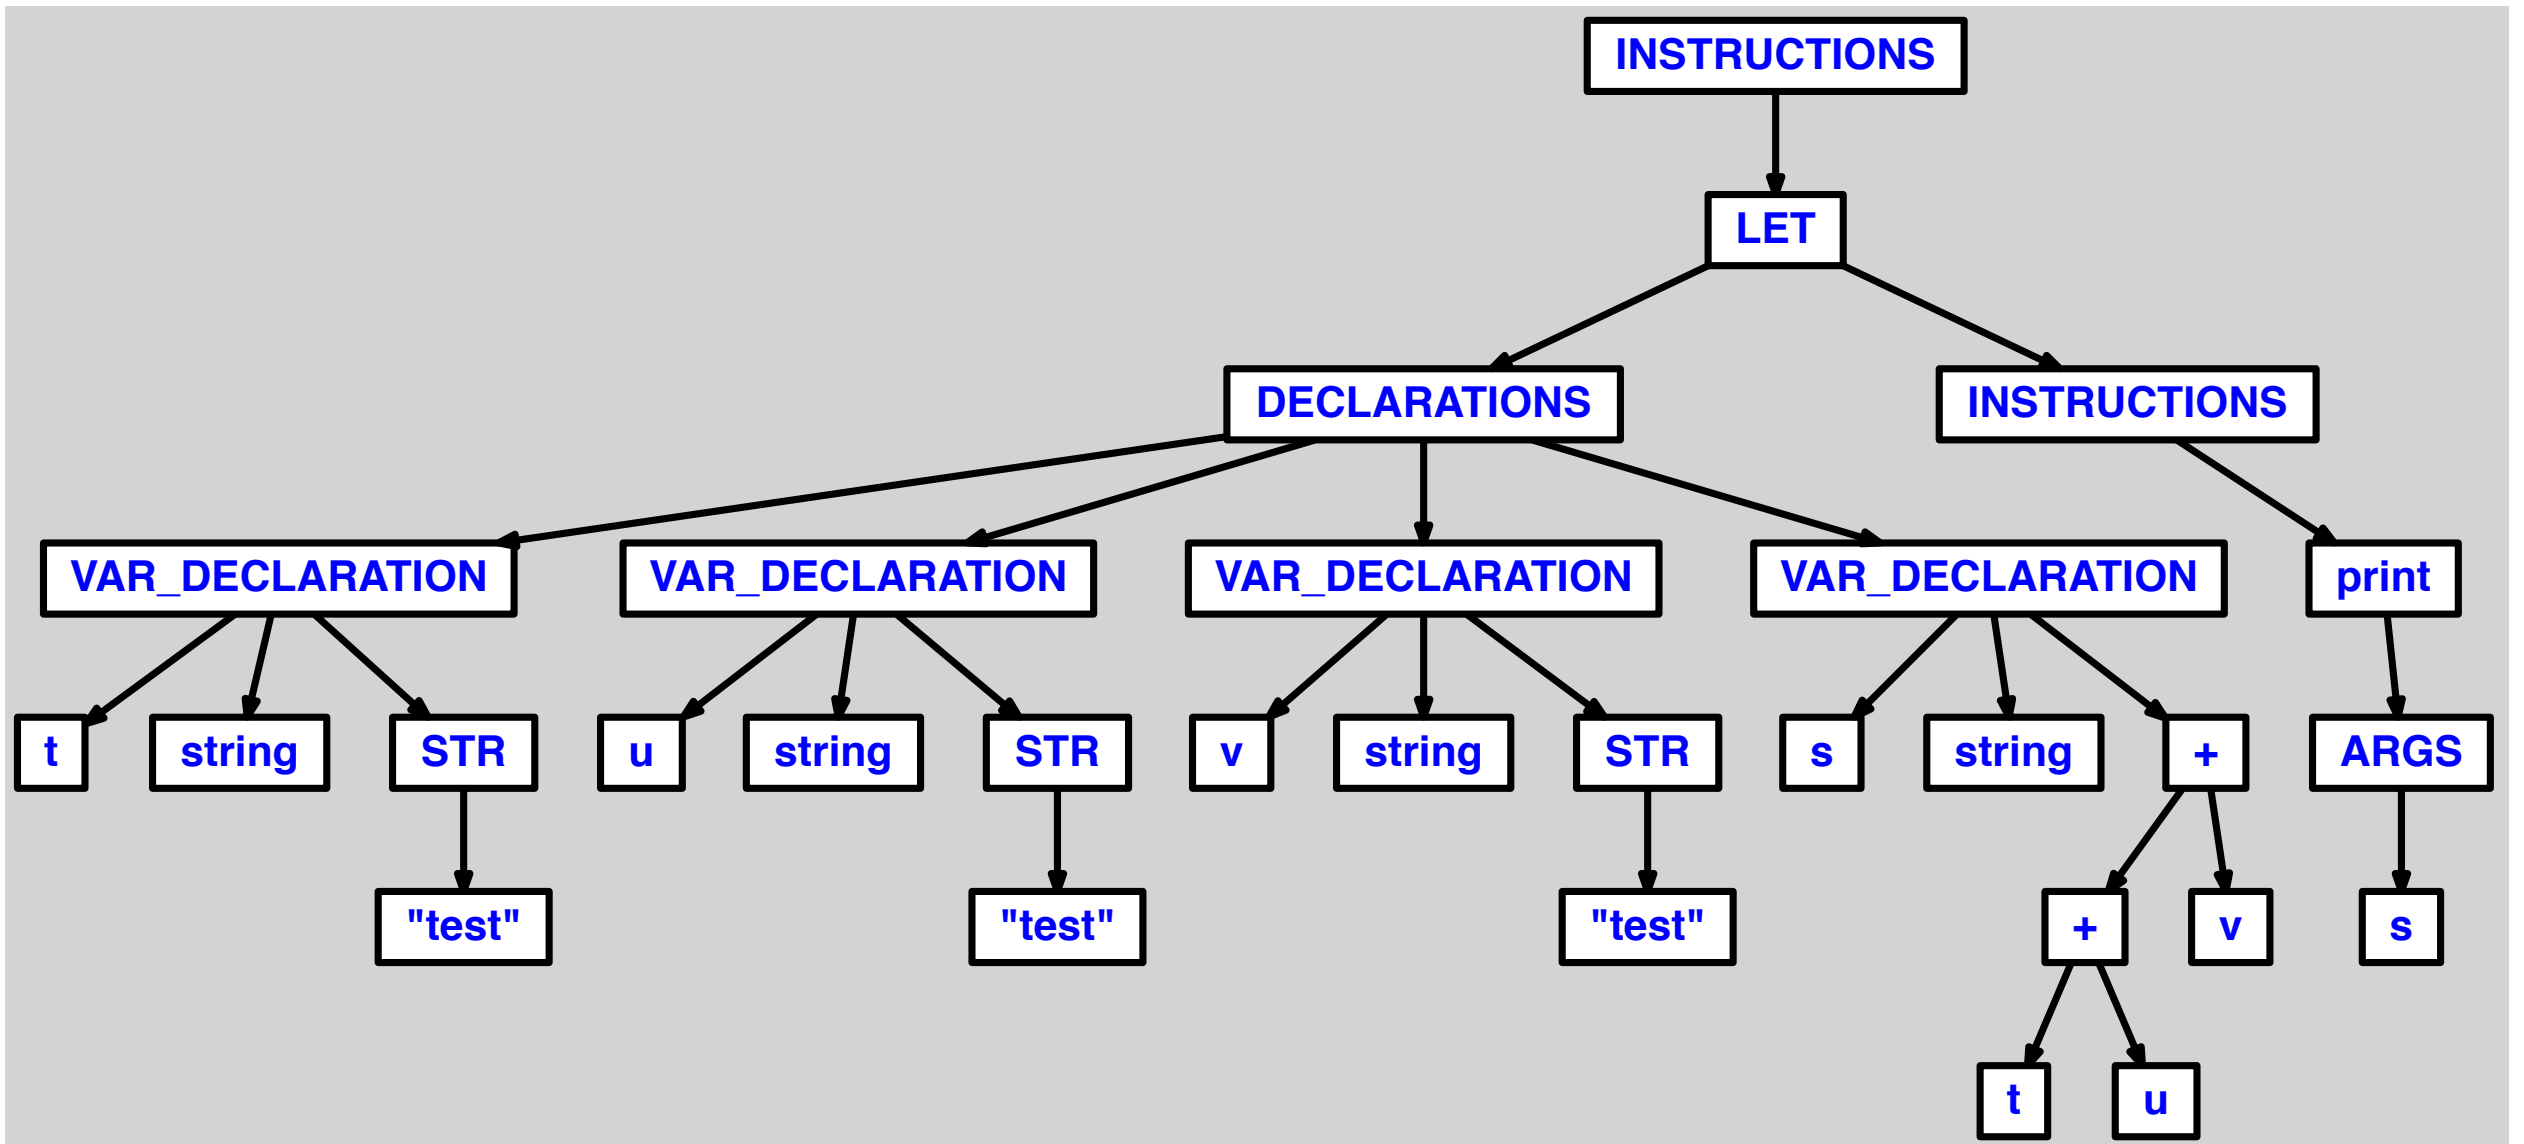 INSTRUCTIONS
LET
DECLARATIONS INSTRUCTIONS
VAR_DECLARATION VAR_DECLARATION VAR_DECLARATION VAR_DECLARATION print
t string STR u string STR v string STR s string + ARGS
"test" "test" "test" + v s
t u